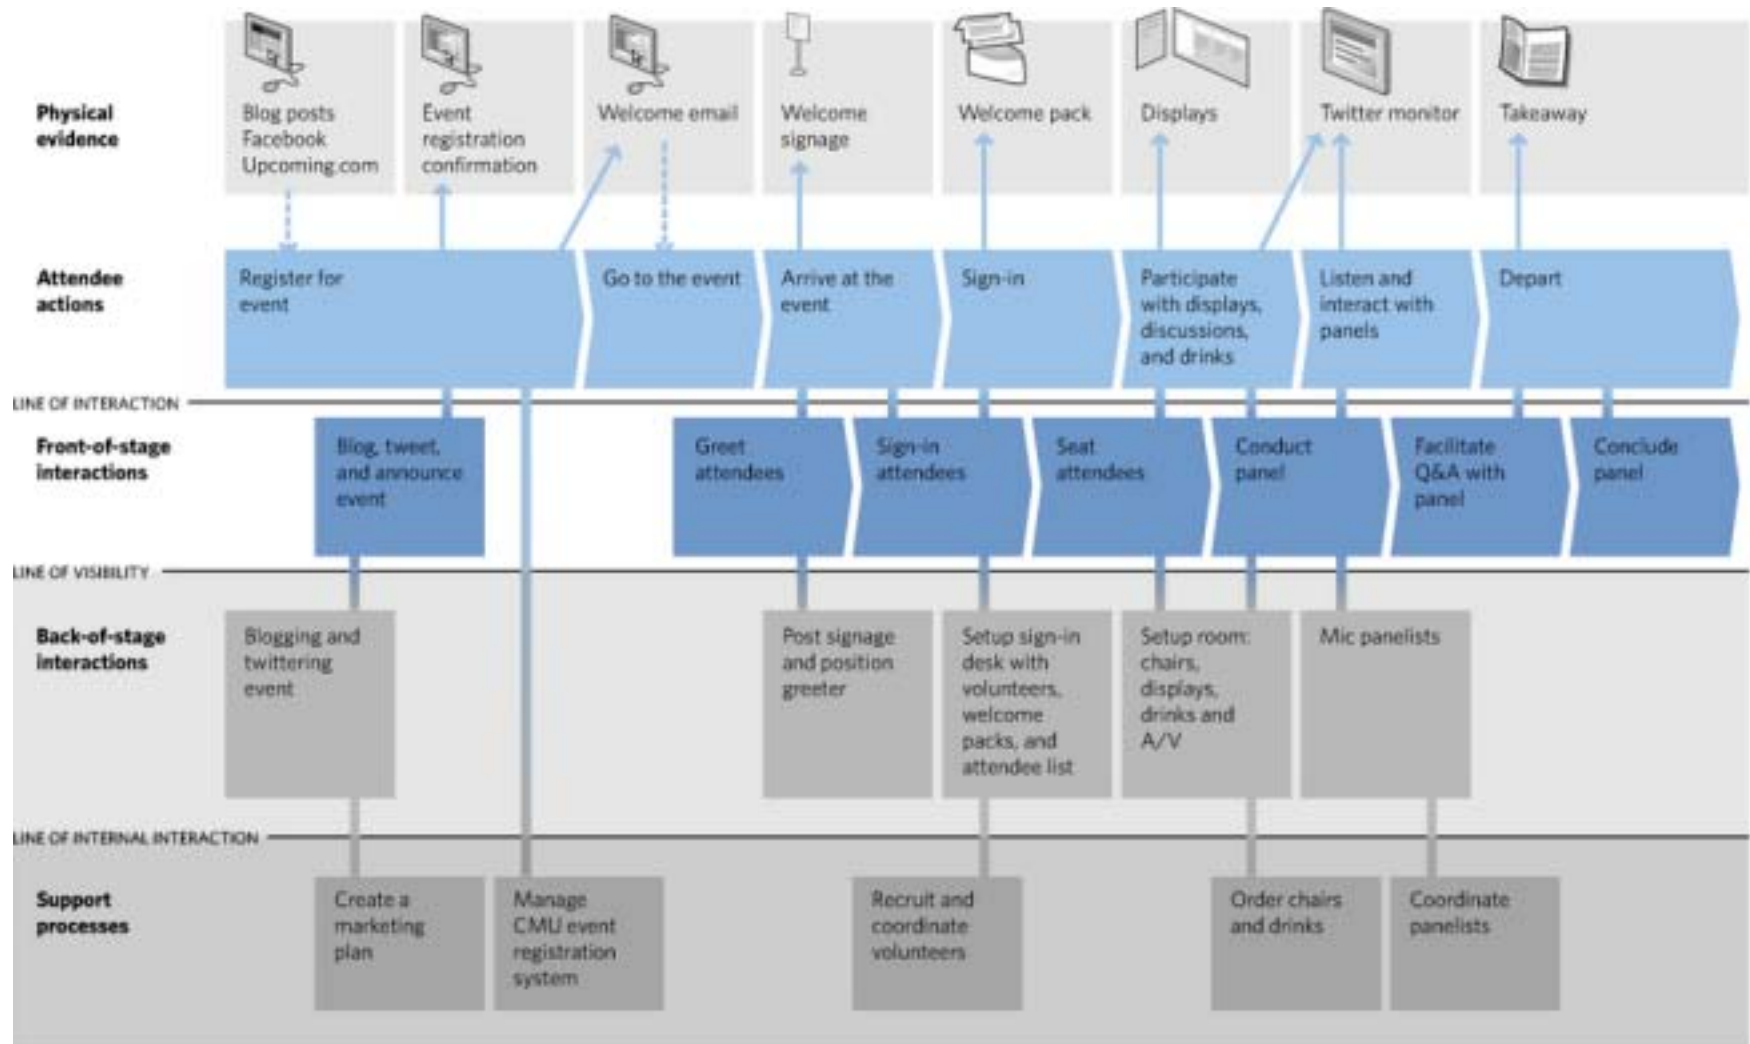 Physical
evidence
Blog posts
Facebook
Upcoming.com
Event
registration
confirmation
Welcome email
Welcome
signage
Welcome pack
Displays
Twitter monitor
Takeaway
Attendee
actions
Register for
event
Go to the event
Arrive at the
event
Sign-in
Participate
with displays,
discussions,
and drinks
Listen and
interact with
panels
Depart
LINE OF INTERACTION
Front-of-stage
interactions
Blog, tweet,
and announce
event
Greet
attendees
Sign-in
attendees
Seat
attendees
Conduct
panel
Facilitate
Q&A with
panel
Conclude
panel
LINE OF VISIBILITY
Back-of-stage
interactions
Blogging and
twittering
event
Post signage
and position
greeter
Setup sign-in
desk with
volunteers,
welcome
packs, and
attendee list
Setup room:
chairs,
displays,
drinks and
A/V
Mic panelists
LINE OF INTERNAL INTERACTION
Support
processes
Create a
marketing
plan
Manage
CMU event
registration
system
Recruit and
coordinate
volunteers
Order chairs
and drinks
Coordinate
panelists